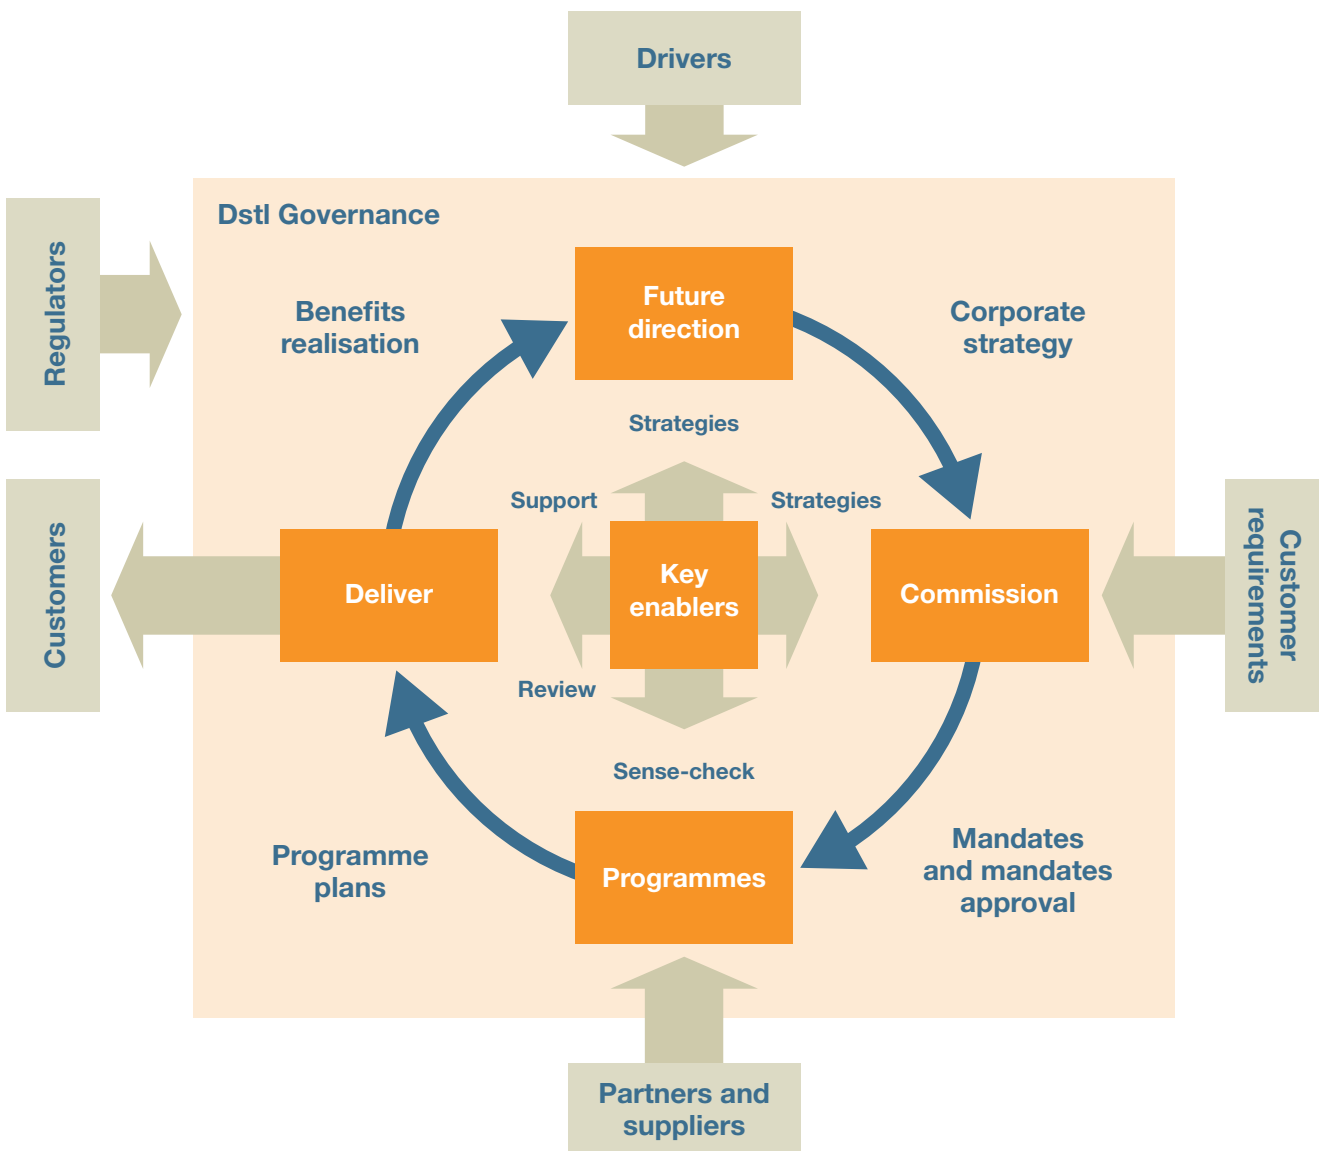 Drivers
Dstl Governance
Regulators
Benefits
realisation
Future
direction
Corporate
strategy
Strategies
Support
Strategies
Customers
Deliver
Key
enablers
Commission
Customer
requirements
Review
Sense-check
Programme
plans
Programmes
Mandates
and mandates
approval
Partners and
suppliers